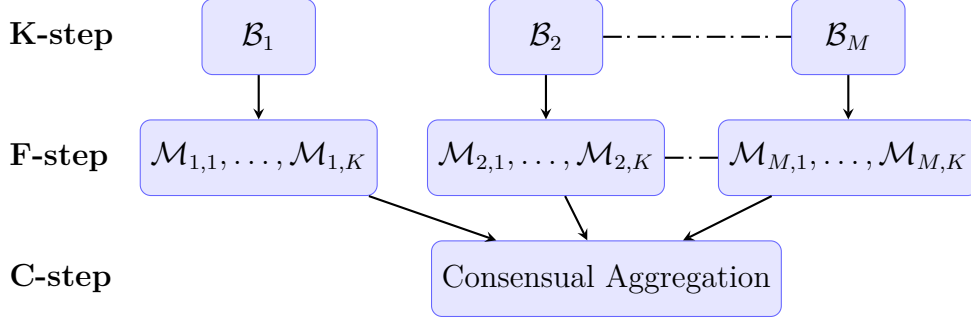 K-step
𝓑₁
𝓑₂
𝓑_M
F-step
𝓜₁,₁, …, 𝓜₁,K
𝓜₂,₁, …, 𝓜₂,K
𝓜_M,₁, …, 𝓜_M,K
C-step
Consensual Aggregation